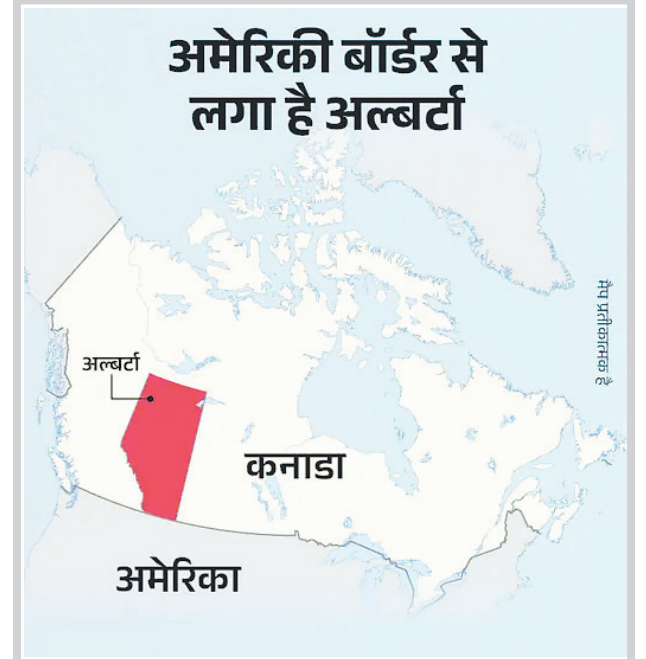 अमेरिकी बॉर्डर से
लगा है अल्बर्टा
मैप प्रतीकात्मक है
अल्बर्टा
कनाडा
अमेरिका